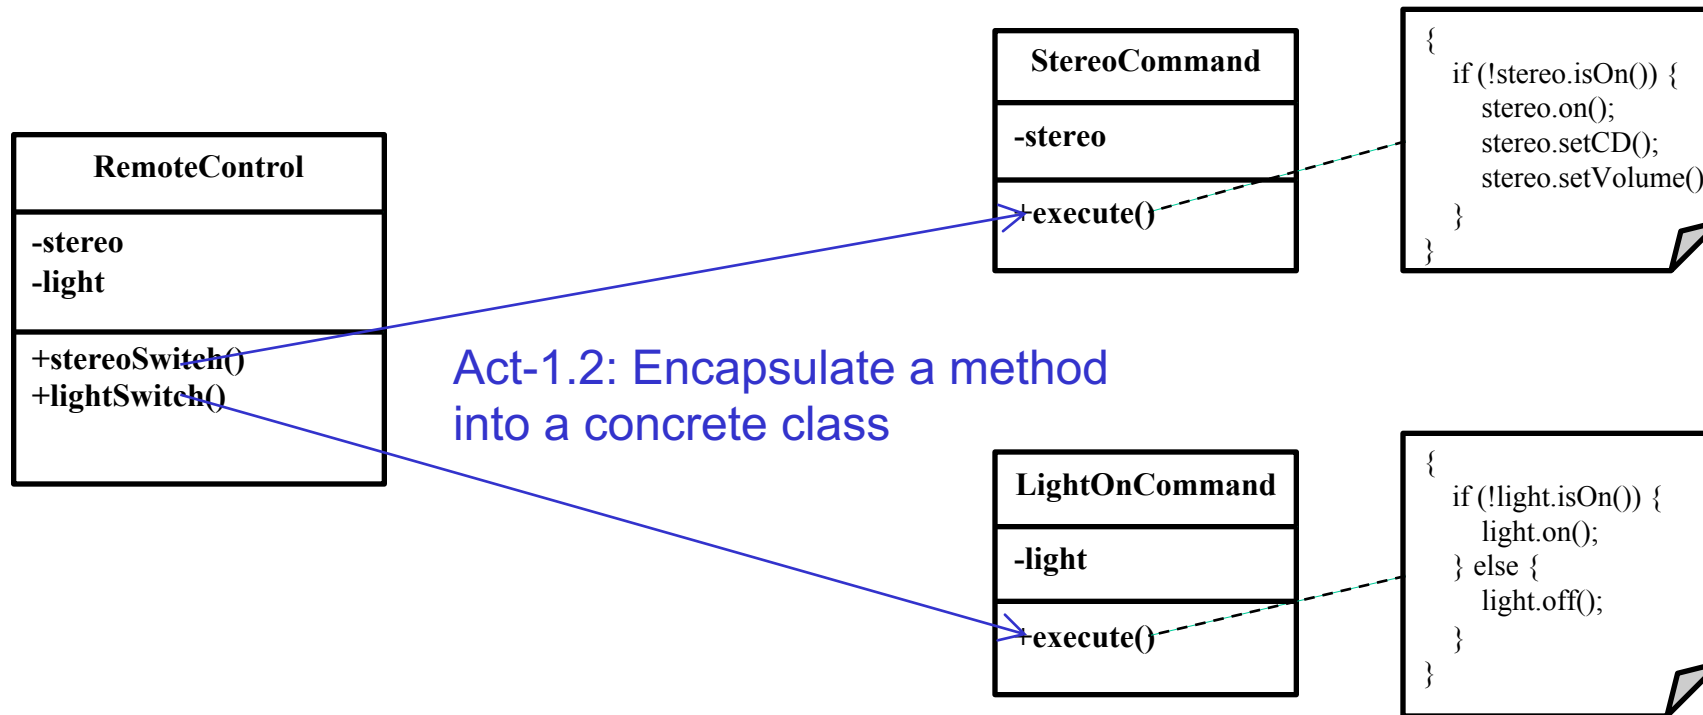 RemoteControl
-stereo
-light
+stereoSwitch()
+lightSwitch()
Act-1.2: Encapsulate a method
into a concrete class
StereoCommand
-stereo
+execute()
{
if (!stereo.isOn()) {
stereo.on();
stereo.setCD();
stereo.setVolume()
}
}
LightOnCommand
-light
+execute()
{
if (!light.isOn()) {
light.on();
} else {
light.off();
}
}